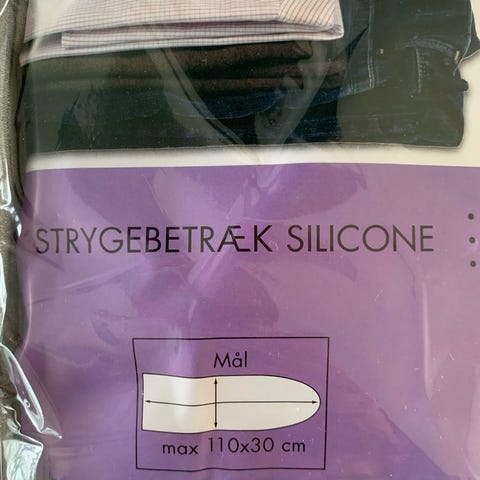 STRYGEBETRÆK SILICONE
Mål
max 110x30 cm